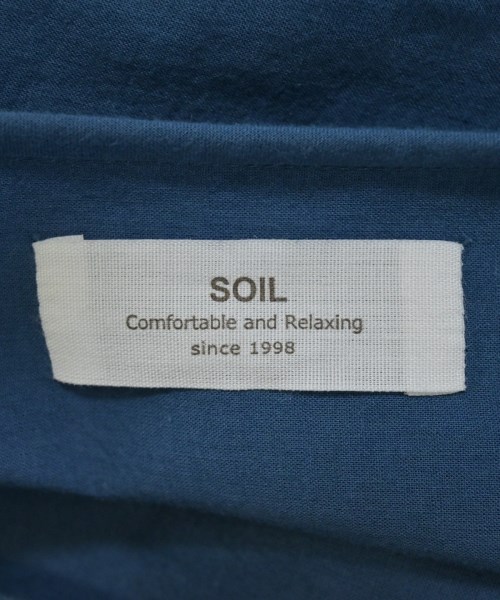 SOIL
Comfortable and Relaxing
since 1998